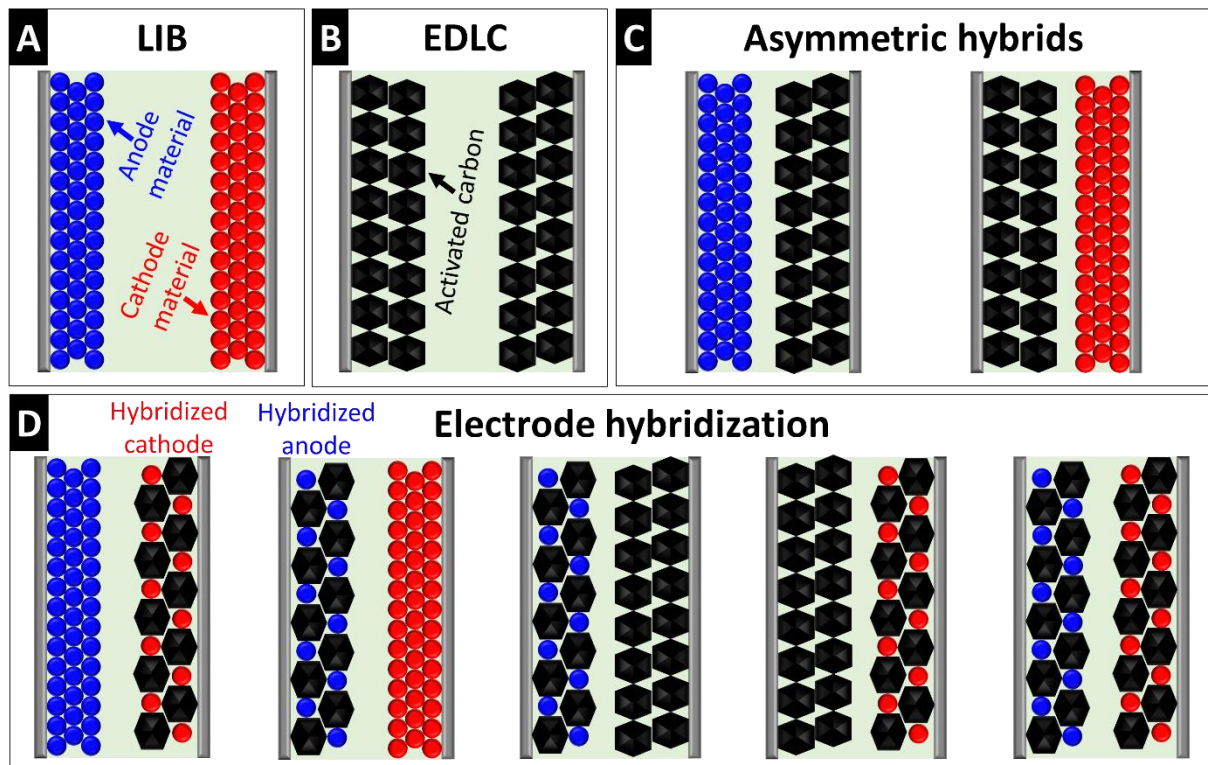 A
LIB
Anode
material
Cathode
material
B
EDLC
Activated carbon
C
Asymmetric hybrids
D
Hybridized
cathode
Hybridized
anode
Electrode hybridization